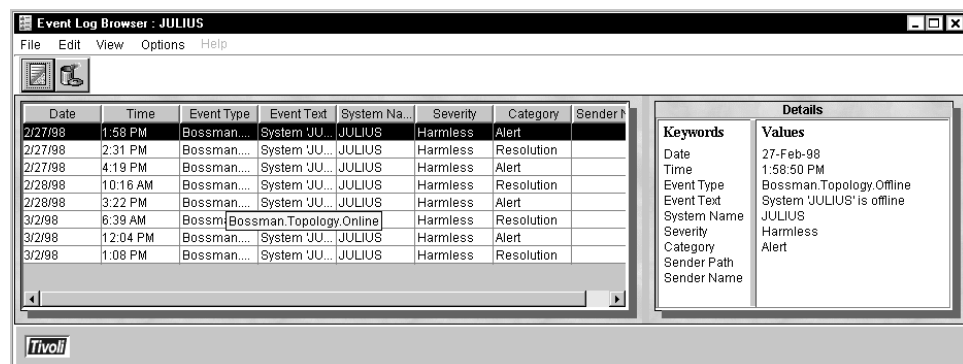 Event Log Browser : JULIUS
File Edit View Options Help
Date Time Event Type Event Text System Na... Severity Category Sender N
2/27/98 1:58 PM Bossman.... System 'JU... JULIUS Harmless Alert
2/27/98 2:31 PM Bossman.... System 'JU... JULIUS Harmless Resolution
2/27/98 4:19 PM Bossman.... System 'JU... JULIUS Harmless Alert
2/28/98 10:16 AM Bossman.... System 'JU... JULIUS Harmless Resolution
2/28/98 3:22 PM Bossman.... System 'JU... JULIUS Harmless Alert
3/2/98 6:39 AM Bossm Bossman.Topology.Online Harmless Resolution
3/2/98 12:04 PM Bossman.... System 'JU... JULIUS Harmless Alert
3/2/98 1:08 PM Bossman.... System 'JU... JULIUS Harmless Resolution
Details
Keywords Values
Date 27-Feb-98
Time 1:58:50 PM
Event Type Bossman.Topology.Offline
Event Text System 'JULIUS' is offline
System Name JULIUS
Severity Harmless
Category Alert
Sender Path
Sender Name
Tivoli